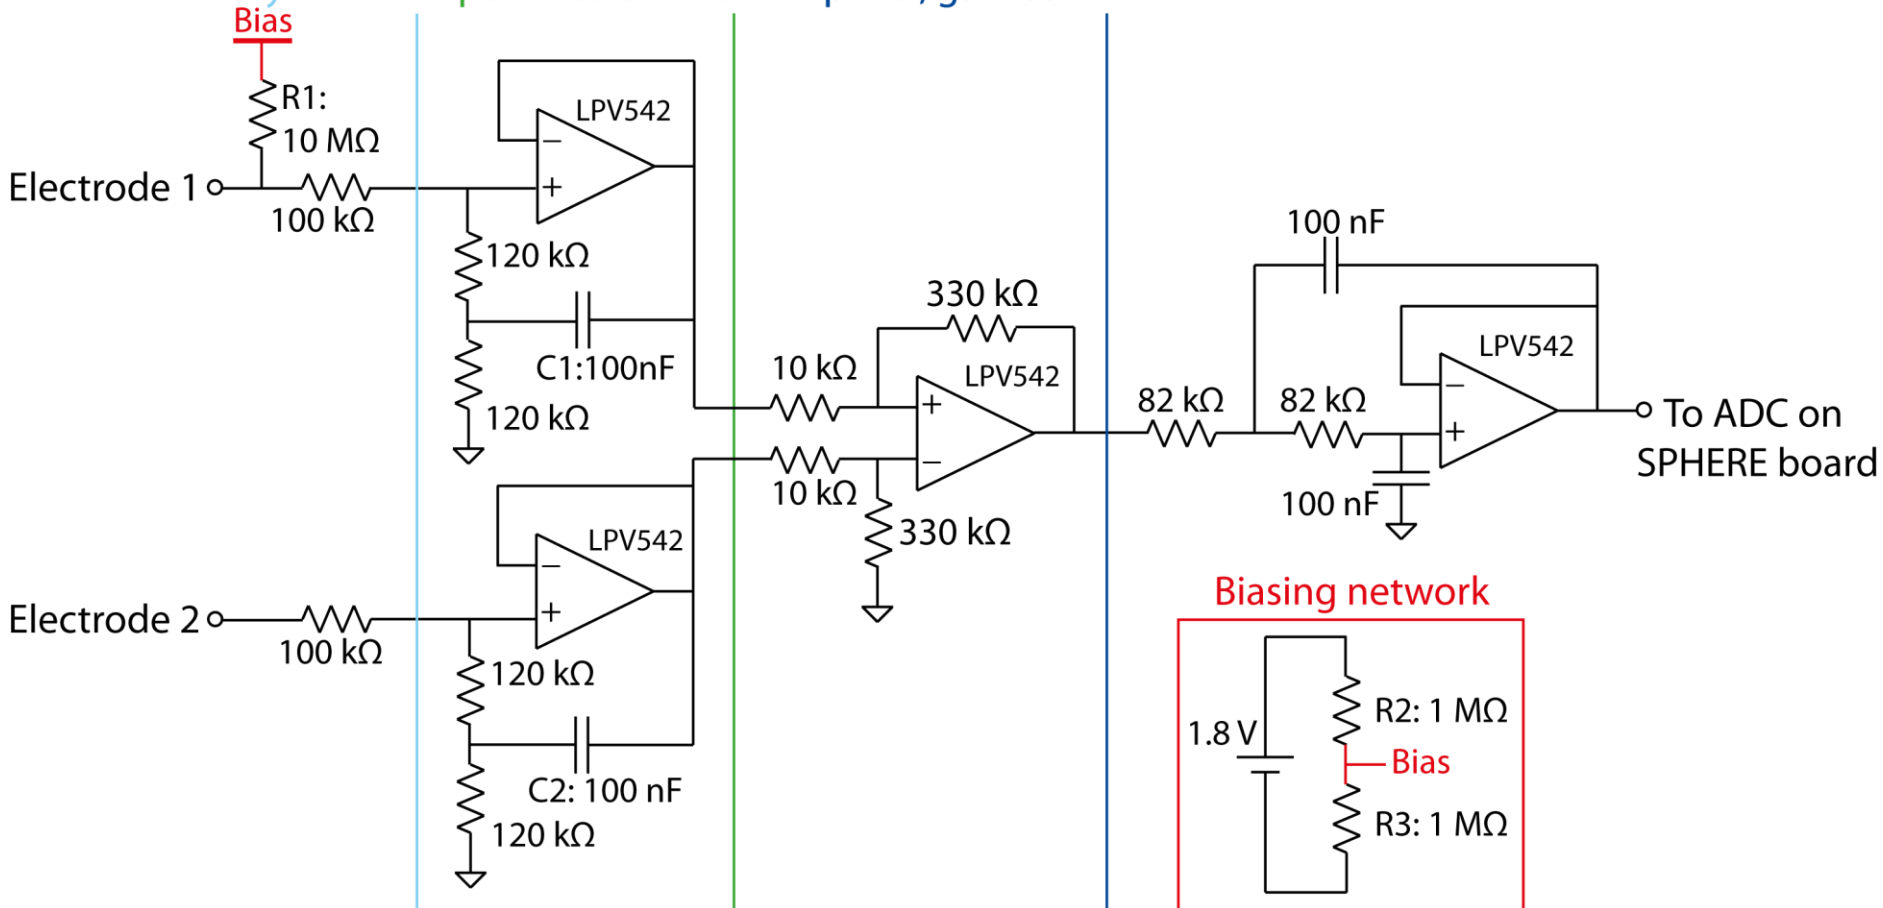 Bias
R1:
10 MΩ
Electrode 1
100 kΩ
LPV542
−
+
120 kΩ
C1:100nF
120 kΩ
Electrode 2
100 kΩ
LPV542
−
+
120 kΩ
C2: 100 nF
120 kΩ
10 kΩ
10 kΩ
330 kΩ
LPV542
+
−
330 kΩ
82 kΩ
82 kΩ
100 nF
LPV542
−
+
100 nF
To ADC on
SPHERE board
Biasing network
1.8 V
R2: 1 MΩ
Bias
R3: 1 MΩ